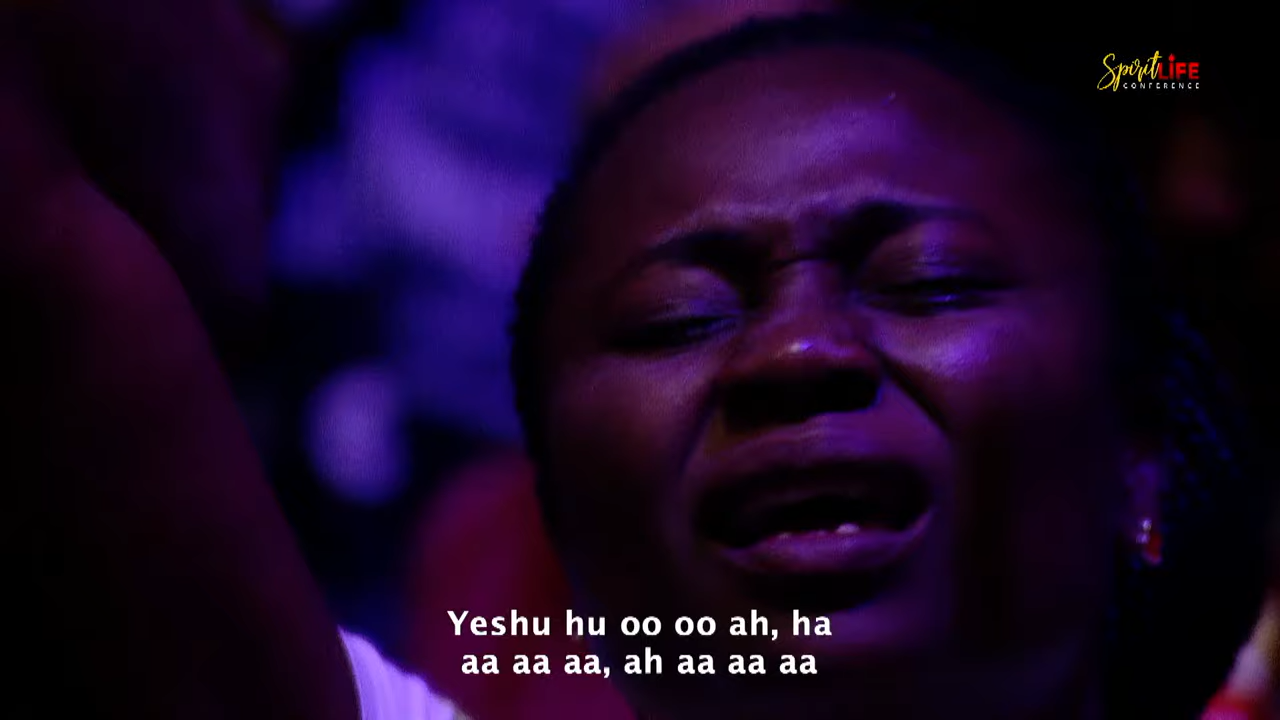 SpiritLIFE
CONFERENCE
Yeshu hu oo oo ah, ha
aa aa aa, ah aa aa aa